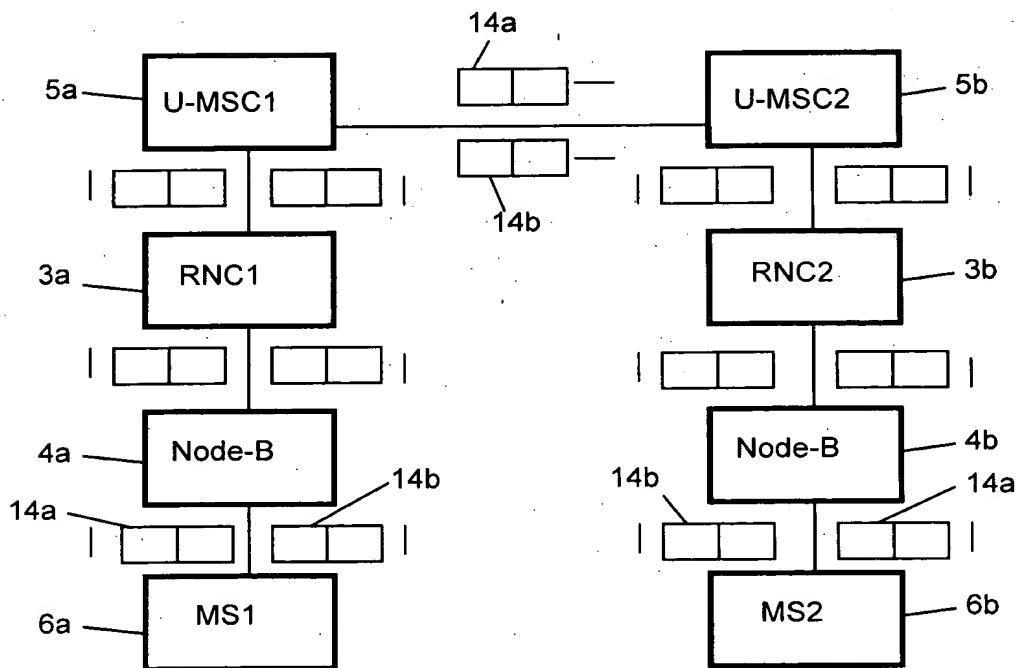 14a
5a
U-MSC1
U-MSC2
5b
14b
3a
RNC1
RNC2
3b
4a
Node-B
Node-B
4b
14a
14b
14b
14a
6a
MS1
MS2
6b